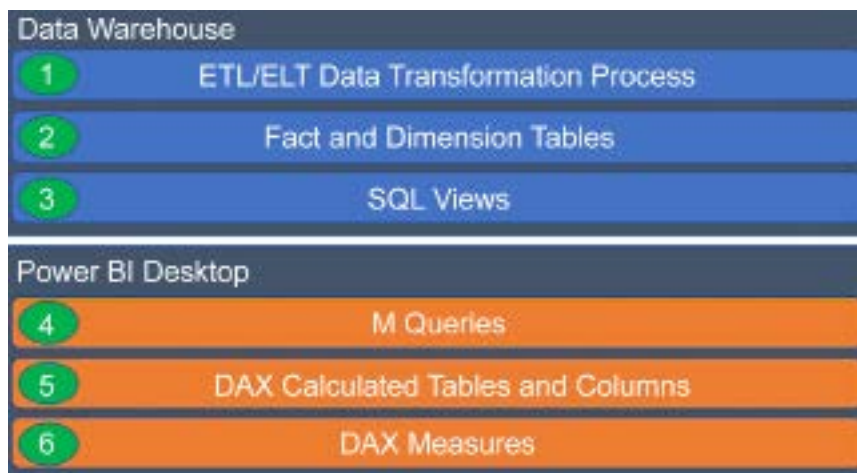 Data Warehouse
1 ETL/ELT Data Transformation Process
2 Fact and Dimension Tables
3 SQL Views
Power BI Desktop
4 M Queries
5 DAX Calculated Tables and Columns
6 DAX Measures